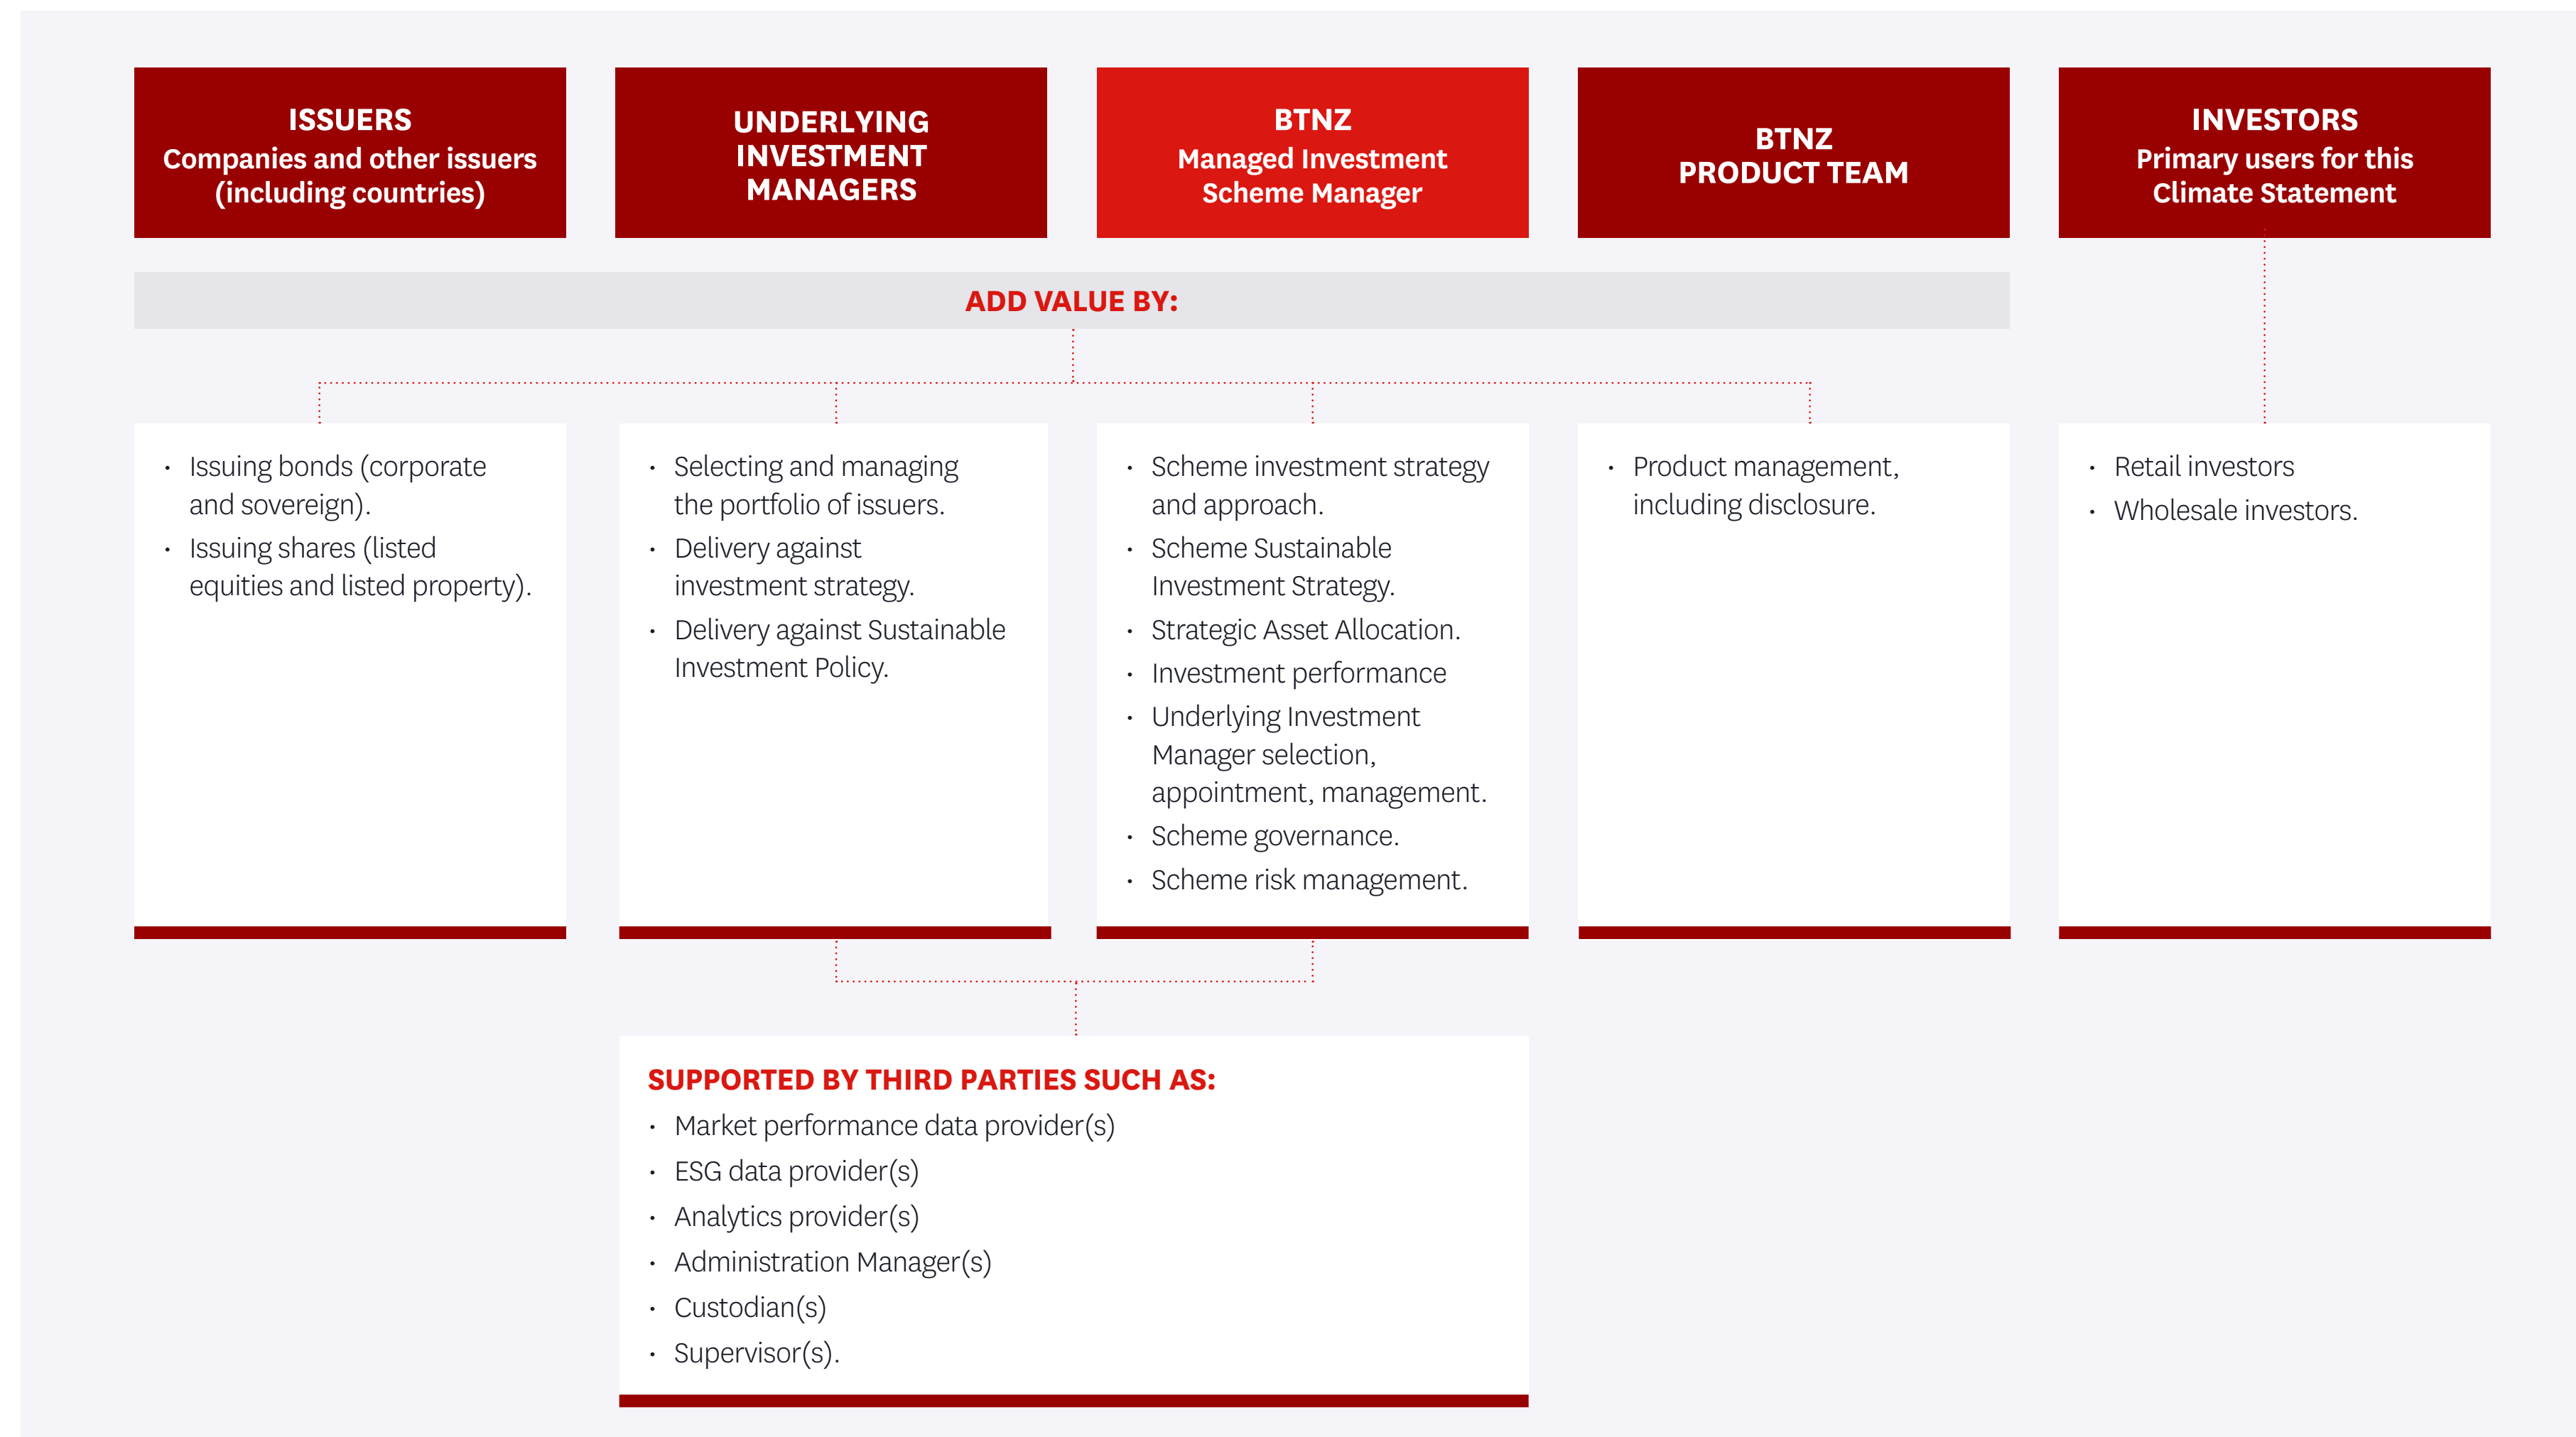 ISSUERS
Companies and other issuers
(including countries)
UNDERLYING
INVESTMENT
MANAGERS
BTNZ
Managed Investment
Scheme Manager
BTNZ
PRODUCT TEAM
INVESTORS
Primary users for this
Climate Statement
ADD VALUE BY:
• Issuing bonds (corporate
and sovereign).
• Issuing shares (listed
equities and listed property).
• Selecting and managing
the portfolio of issuers.
• Delivery against
investment strategy.
• Delivery against Sustainable
Investment Policy.
• Scheme investment strategy
and approach.
• Scheme Sustainable
Investment Strategy.
• Strategic Asset Allocation.
• Investment performance
• Underlying Investment
Manager selection,
appointment, management.
• Scheme governance.
• Scheme risk management.
• Product management,
including disclosure.
• Retail investors
• Wholesale investors.
SUPPORTED BY THIRD PARTIES SUCH AS:
• Market performance data provider(s)
• ESG data provider(s)
• Analytics provider(s)
• Administration Manager(s)
• Custodian(s)
• Supervisor(s).